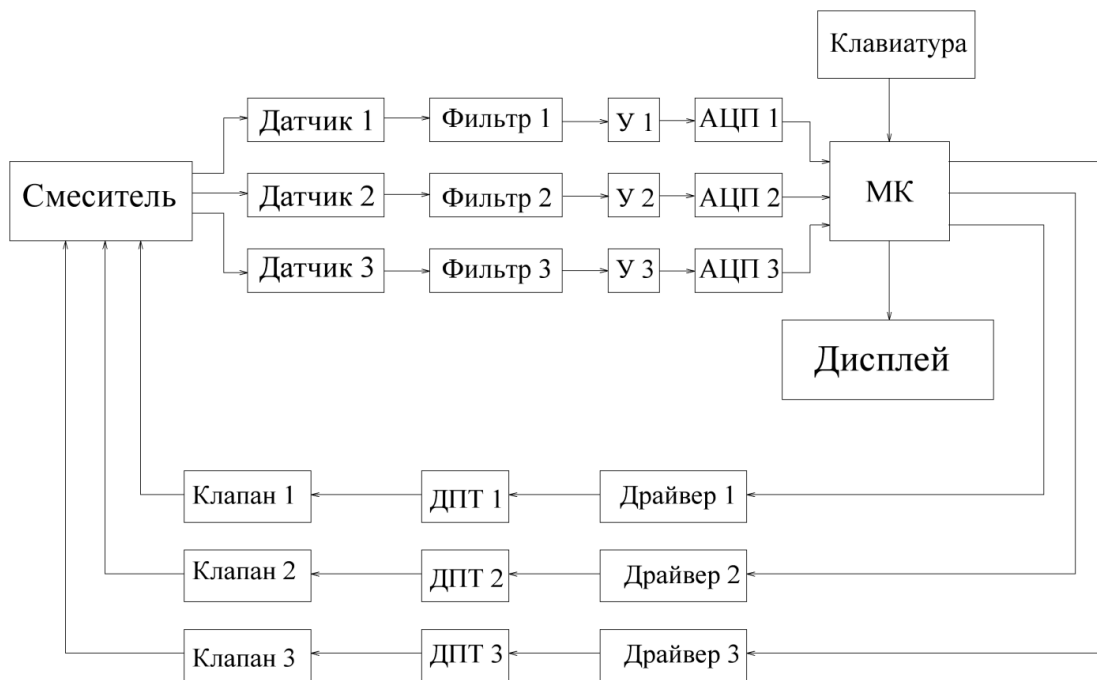 Клавиатура
Датчик 1 Фильтр 1 У 1 АЦП 1
Смеситель Датчик 2 Фильтр 2 У 2 АЦП 2 МК
Датчик 3 Фильтр 3 У 3 АЦП 3
Дисплей
Клапан 1 ДПТ 1 Драйвер 1
Клапан 2 ДПТ 2 Драйвер 2
Клапан 3 ДПТ 3 Драйвер 3